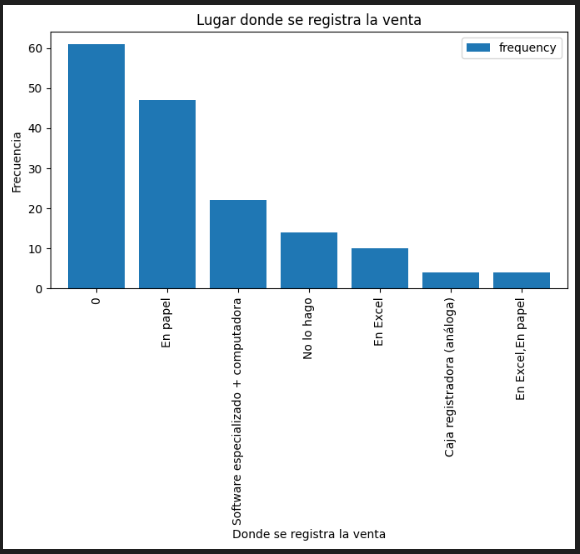 Lugar donde se registra la venta
frequency
Frecuencia
60
50
40
30
20
10
0
0
En papel
Software especializado + computadora
No lo hago
En Excel
Caja registradora (análoga)
En Excel,En papel
Donde se registra la venta